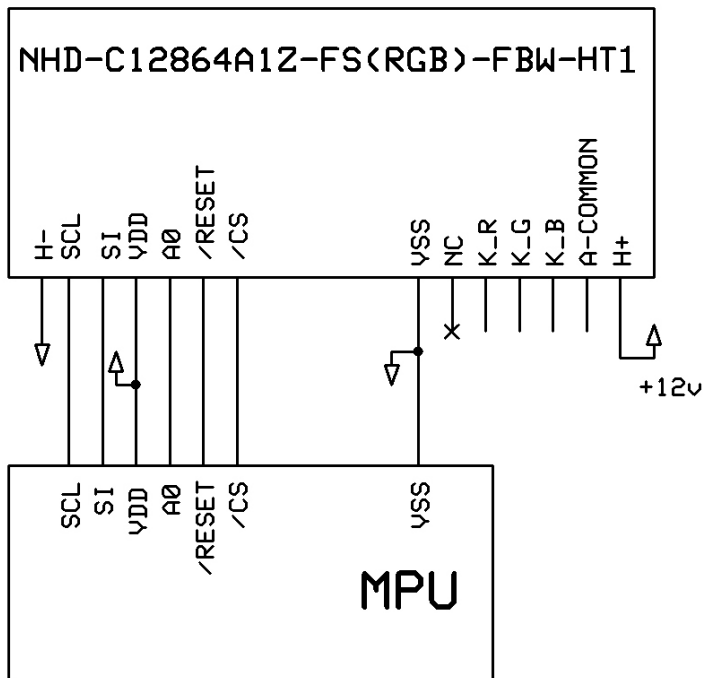 NHD-C12864A1Z-FS(RGB)-FBW-HT1
H-
SCL
SI
VDD
A0
/RESET
/CS
VSS
NC
K_R
K_G
K_B
A-COMMON
H+
+12v
SCL
SI
VDD
A0
/RESET
/CS
VSS
MPU